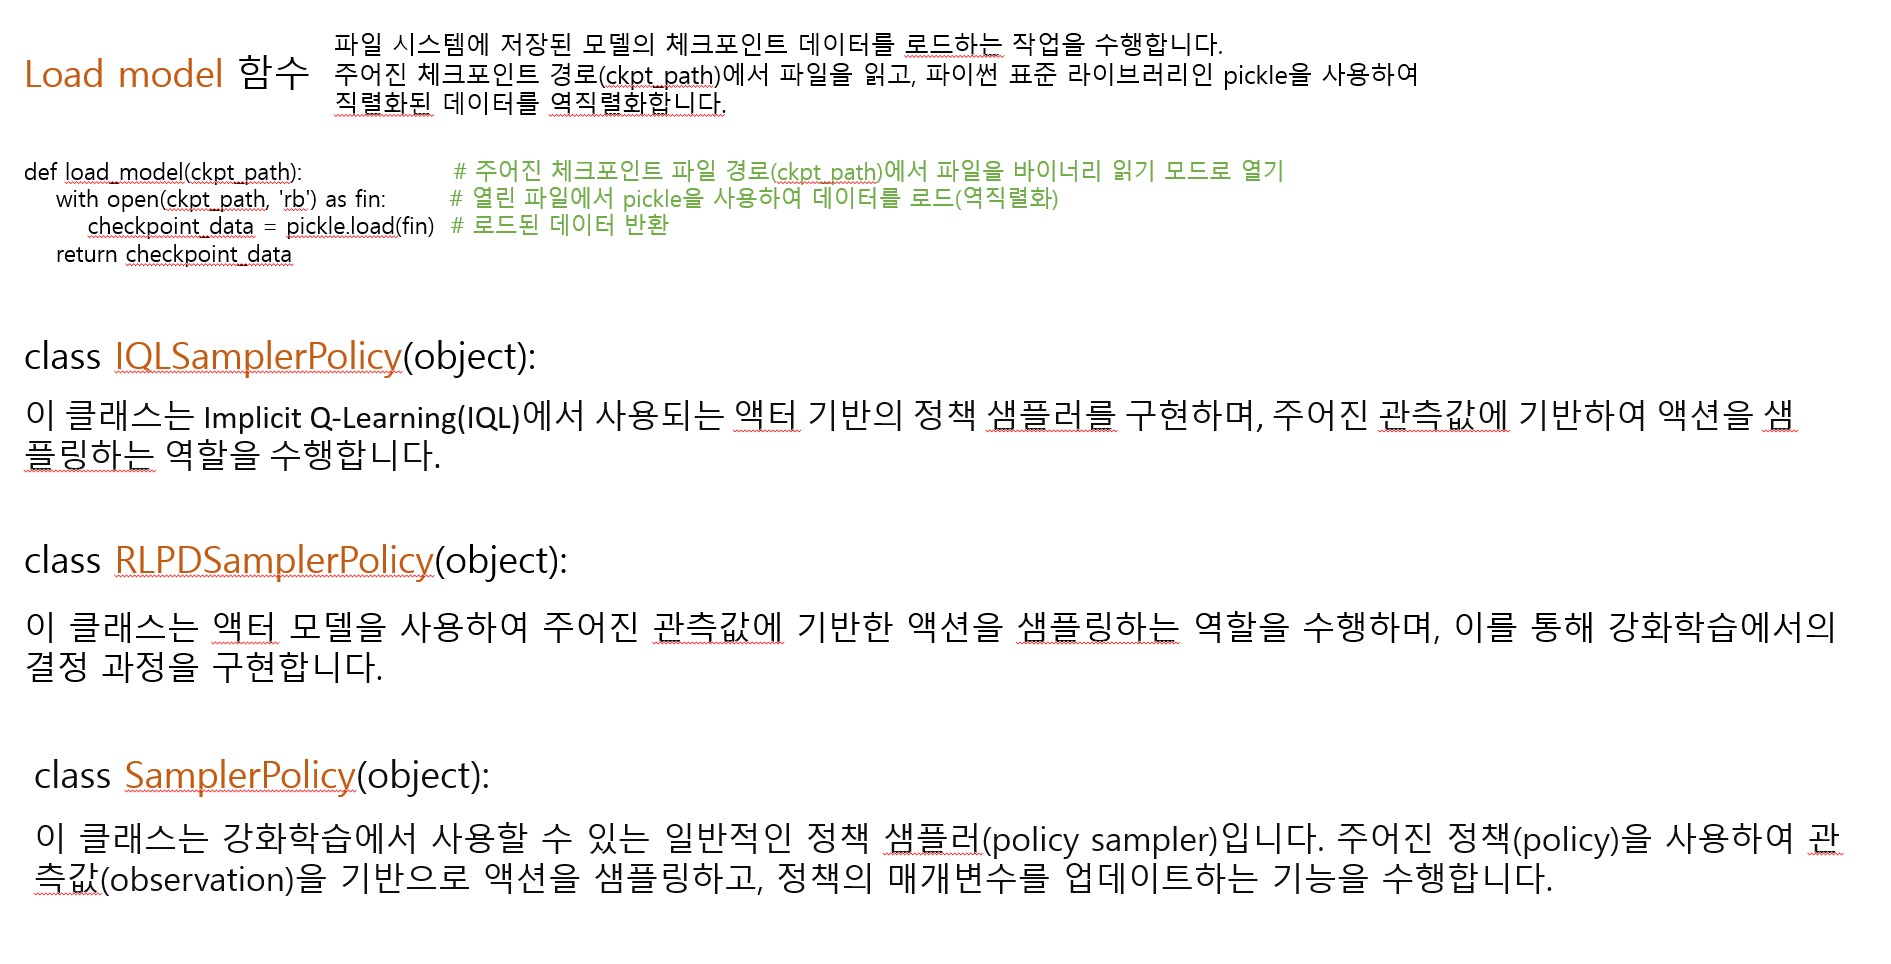 Load model 함수
파일 시스템에 저장된 모델의 체크포인트 데이터를 로드하는 작업을 수행합니다.
주어진 체크포인트 경로(ckpt_path)에서 파일을 읽고, 파이썬 표준 라이브러리인 pickle을 사용하여
직렬화된 데이터를 역직렬화합니다.
def load_model(ckpt_path): # 주어진 체크포인트 파일 경로(ckpt_path)에서 파일을 바이너리 읽기 모드로 열기
with open(ckpt_path, 'rb') as fin: # 열린 파일에서 pickle을 사용하여 데이터를 로드(역직렬화)
checkpoint_data = pickle.load(fin) # 로드된 데이터 반환
return checkpoint_data
class IQLSamplerPolicy(object):
이 클래스는 Implicit Q-Learning(IQL)에서 사용되는 액터 기반의 정책 샘플러를 구현하며, 주어진 관측값에 기반하여 액션을 샘
플링하는 역할을 수행합니다.
class RLPDSamplerPolicy(object):
이 클래스는 액터 모델을 사용하여 주어진 관측값에 기반한 액션을 샘플링하는 역할을 수행하며, 이를 통해 강화학습에서의
결정 과정을 구현합니다.
class SamplerPolicy(object):
이 클래스는 강화학습에서 사용할 수 있는 일반적인 정책 샘플러(policy sampler)입니다. 주어진 정책(policy)을 사용하여 관
측값(observation)을 기반으로 액션을 샘플링하고, 정책의 매개변수를 업데이트하는 기능을 수행합니다.